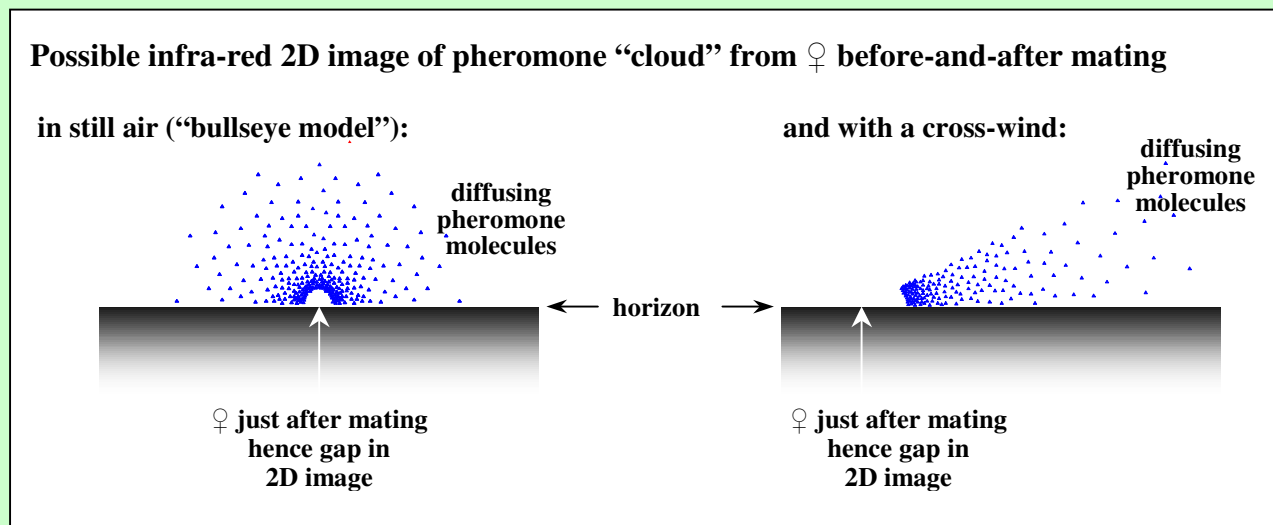 Possible infra-red 2D image of pheromone “cloud” from ♀ before-and-after mating
in still air (“bullseye model”):
diffusing
pheromone
molecules
and with a cross-wind:
diffusing
pheromone
molecules
horizon
♀ just after mating
hence gap in
2D image
♀ just after mating
hence gap in
2D image